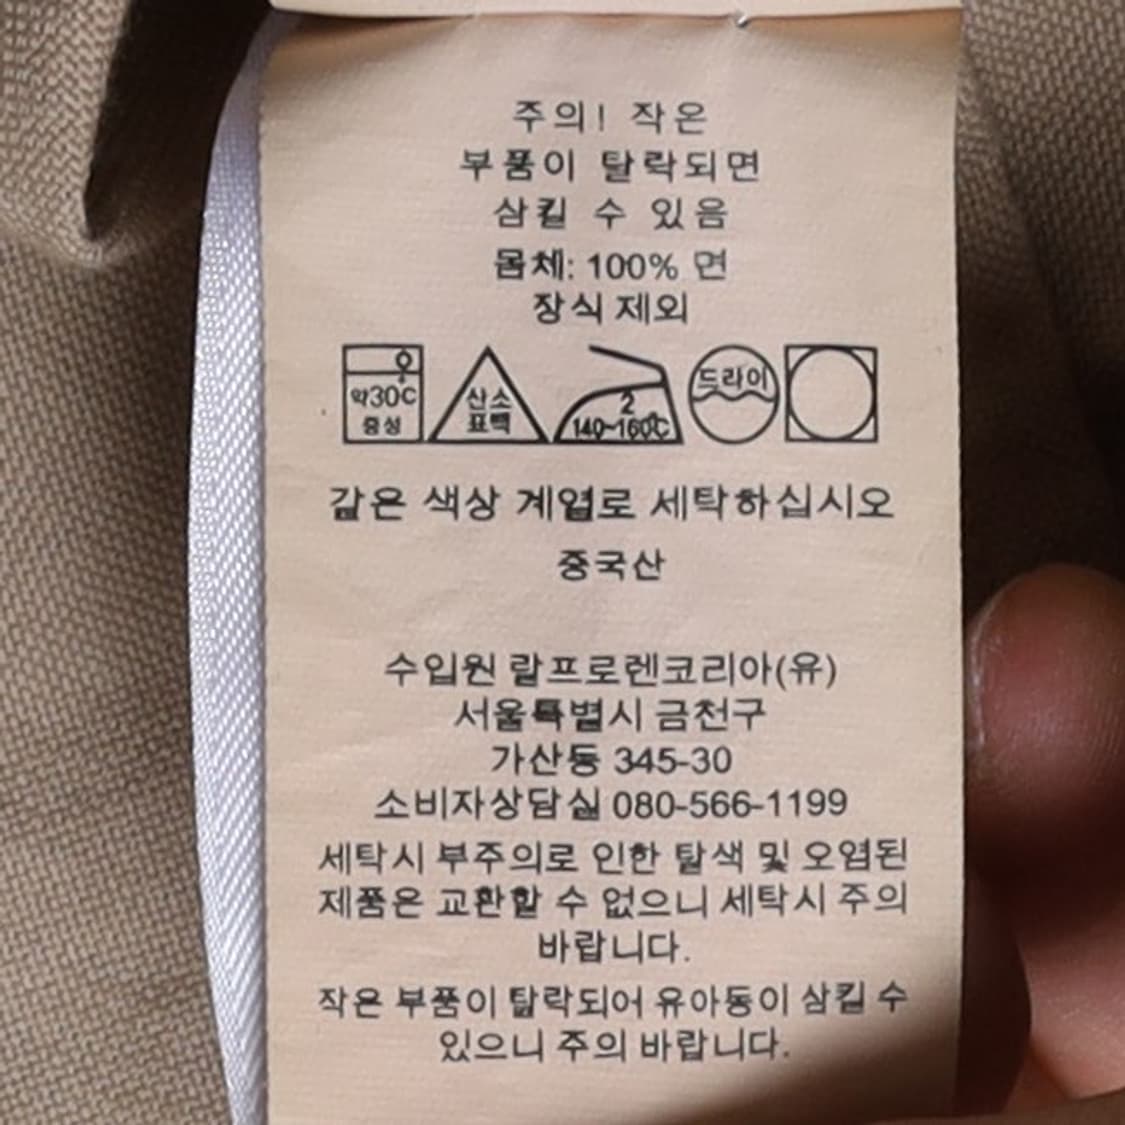 주의! 작은
부품이 탈락되면
삼킬 수 있음
몸체: 100% 면
장식 제외
약30℃
중성
산소
표백
2
140~160℃
드라이
같은 색상 계열로 세탁하십시오
중국산
수입원 랄프로렌코리아(유)
서울특별시 금천구
가산동 345-30
소비자상담실 080-566-1199
세탁시 부주의로 인한 탈색 및 오염된
제품은 교환할 수 없으니 세탁시 주의
바랍니다.
작은 부품이 탈락되어 유아동이 삼킬 수
있으니 주의 바랍니다.